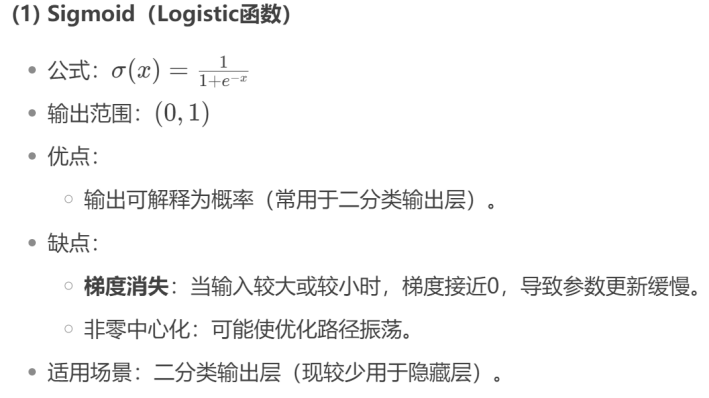 (1) Sigmoid（Logistic函数）
• 公式：σ(x) = 1/(1+e^{-x})
• 输出范围：(0, 1)
• 优点：
◦ 输出可解释为概率（常用于二分类输出层）。
• 缺点：
◦ 梯度消失：当输入较大或较小时，梯度接近0，导致参数更新缓慢。
◦ 非零中心化：可能使优化路径振荡。
• 适用场景：二分类输出层（现较少用于隐藏层）。